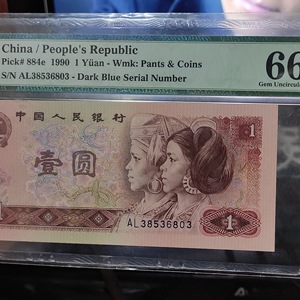 China / People's Republic
Pick# 884e 1990 1 Yüan - Wmk: Pants & Coins
S/N AL38536803 - Dark Blue Serial Number
66
Gem Uncircul
中国人民银行
1
壹圆
AL38536803
1